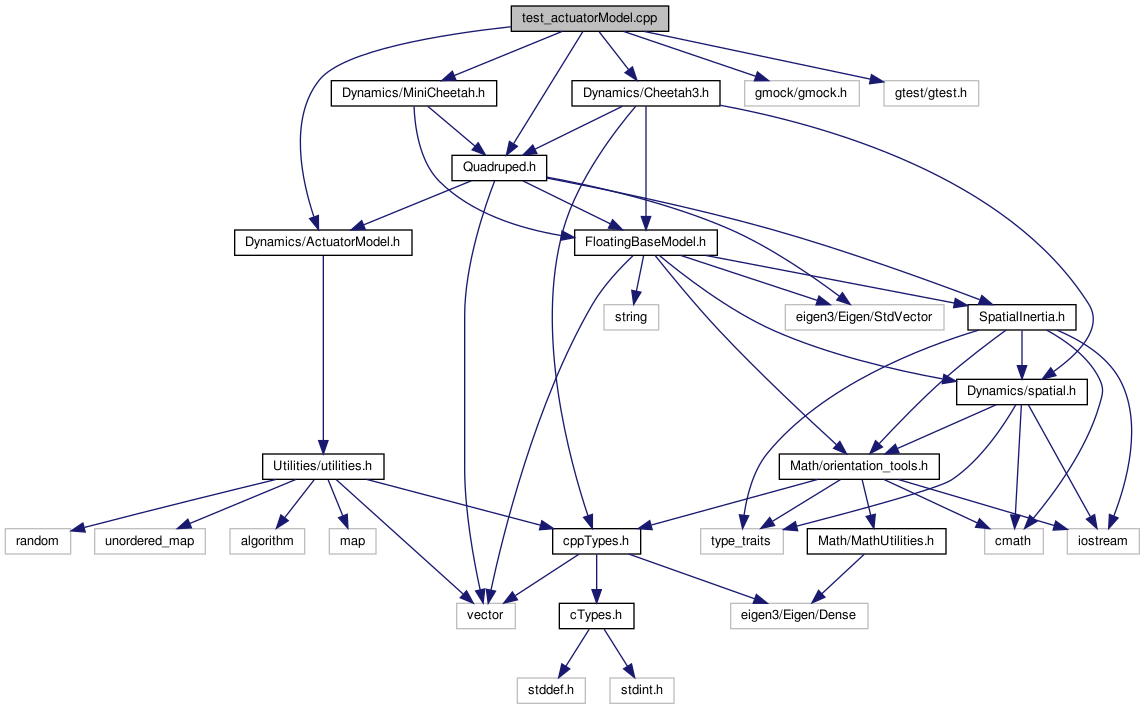 test_actuatorModel.cpp
Dynamics/MiniCheetah.h
Dynamics/Cheetah3.h
gmock/gmock.h
gtest/gtest.h
Quadruped.h
Dynamics/ActuatorModel.h
FloatingBaseModel.h
string
eigen3/Eigen/StdVector
SpatialInertia.h
Dynamics/spatial.h
Utilities/utilities.h
Math/orientation_tools.h
random
unordered_map
algorithm
map
cppTypes.h
type_traits
Math/MathUtilities.h
cmath
iostream
vector
cTypes.h
eigen3/Eigen/Dense
stddef.h
stdint.h